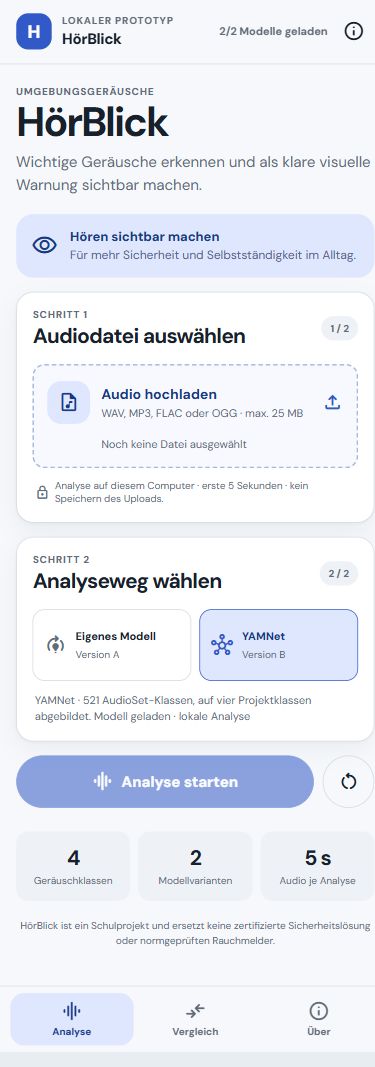 H
LOKALER PROTOTYP
HörBlick
2/2 Modelle geladen
UMGEBUNGSGERÄUSCHE
HörBlick
Wichtige Geräusche erkennen und als klare visuelle
Warnung sichtbar machen.
Hören sichtbar machen
Für mehr Sicherheit und Selbstständigkeit im Alltag.
SCHRITT 1
Audiodatei auswählen
1 / 2
Audio hochladen
WAV, MP3, FLAC oder OGG · max. 25 MB
Noch keine Datei ausgewählt
Analyse auf diesem Computer · erste 5 Sekunden · kein
Speichern des Uploads.
SCHRITT 2
Analyseweg wählen
2 / 2
Eigenes Modell
Version A
YAMNet
Version B
YAMNet · 521 AudioSet-Klassen, auf vier Projektklassen
abgebildet. Modell geladen · lokale Analyse
Analyse starten
4
Geräuschklassen
2
Modellvarianten
5 s
Audio je Analyse
HörBlick ist ein Schulprojekt und ersetzt keine zertifizierte Sicherheitslösung
oder normgeprüften Rauchmelder.
Analyse
Vergleich
Über